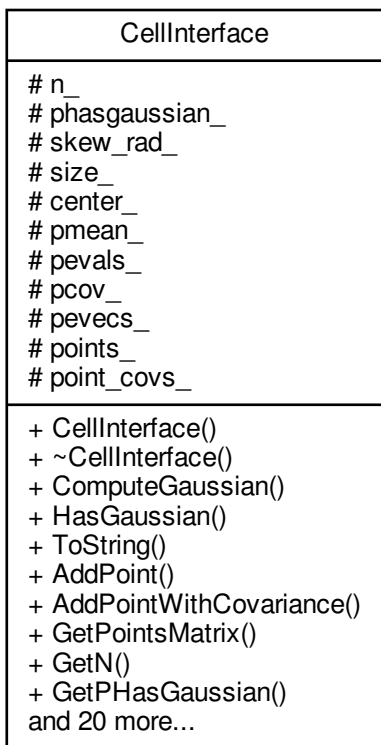 CellInterface
# n_
# phasgaussian_
# skew_rad_
# size_
# center_
# pmean_
# pevals_
# pcov_
# pevecs_
# points_
# point_covs_
+ CellInterface()
+ ~CellInterface()
+ ComputeGaussian()
+ HasGaussian()
+ ToString()
+ AddPoint()
+ AddPointWithCovariance()
+ GetPointsMatrix()
+ GetN()
+ GetPHasGaussian()
and 20 more...